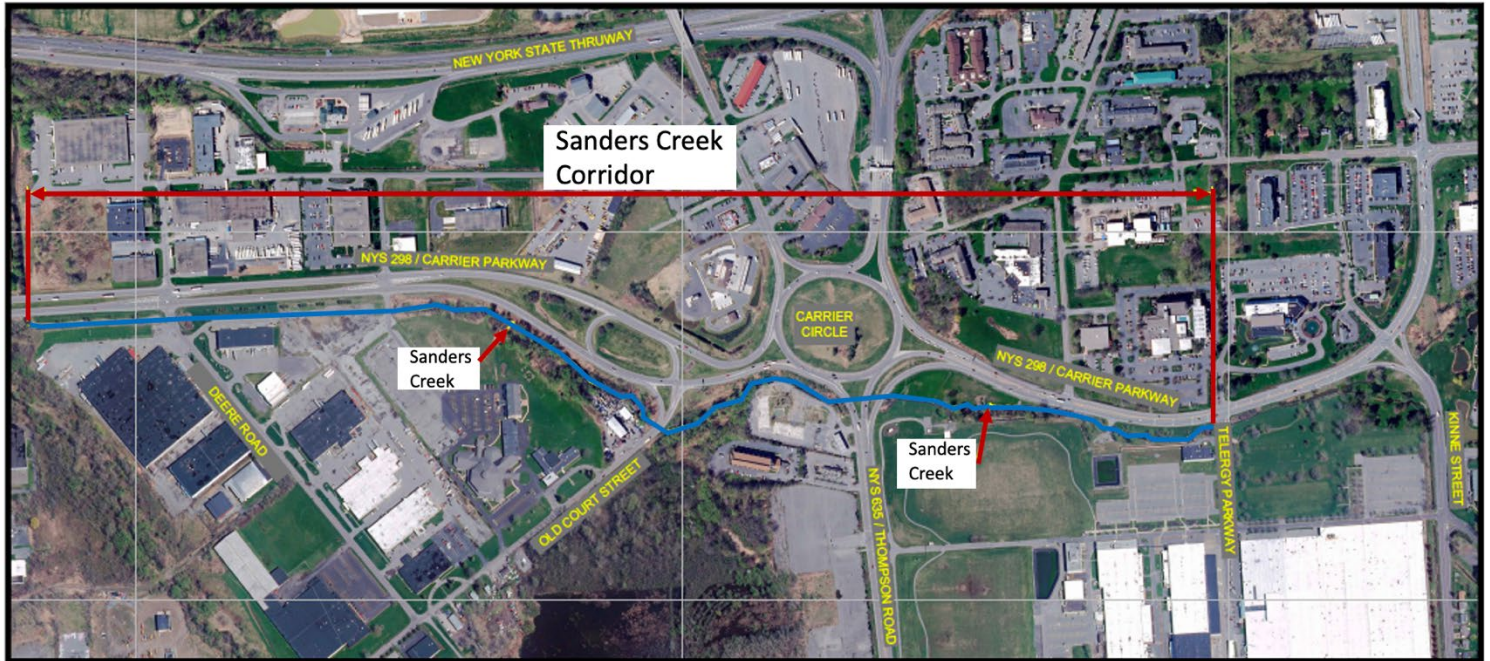 NEW YORK STATE THRUWAY
Sanders Creek
Corridor
NYS 298 / CARRIER PARKWAY
CARRIER
CIRCLE
Sanders
Creek
NYS 298 / CARRIER PARKWAY
DEERE ROAD
Sanders
Creek
OLD COURT STREET
NYS 635 / THOMPSON ROAD
TELERGY PARKWAY
KINNE STREET